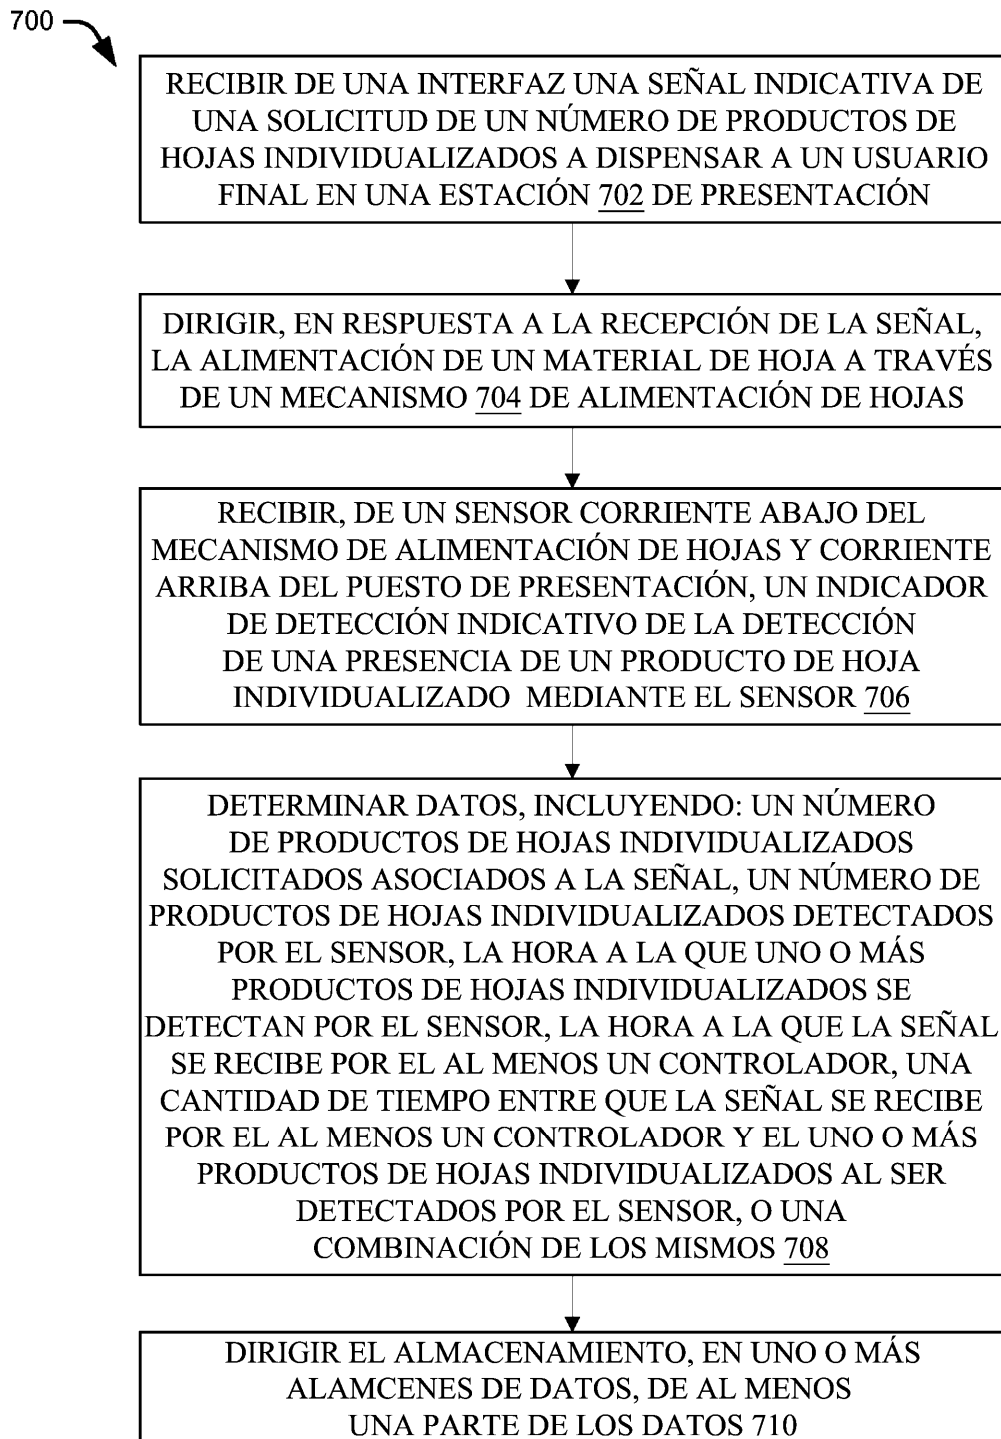 700
RECIBIR DE UNA INTERFAZ UNA SEÑAL INDICATIVA DE
UNA SOLICITUD DE UN NÚMERO DE PRODUCTOS DE
HOJAS INDIVIDUALIZADOS A DISPENSAR A UN USUARIO
FINAL EN UNA ESTACIÓN 702 DE PRESENTACIÓN
DIRIGIR, EN RESPUESTA A LA RECEPCIÓN DE LA SEÑAL,
LA ALIMENTACIÓN DE UN MATERIAL DE HOJA A TRAVÉS
DE UN MECANISMO 704 DE ALIMENTACIÓN DE HOJAS
RECIBIR, DE UN SENSOR CORRIENTE ABAJO DEL
MECANISMO DE ALIMENTACIÓN DE HOJAS Y CORRIENTE
ARRIBA DEL PUESTO DE PRESENTACIÓN, UN INDICADOR
DE DETECCIÓN INDICATIVO DE LA DETECCIÓN
DE UNA PRESENCIA DE UN PRODUCTO DE HOJA
INDIVIDUALIZADO MEDIANTE EL SENSOR 706
DETERMINAR DATOS, INCLUYENDO: UN NÚMERO
DE PRODUCTOS DE HOJAS INDIVIDUALIZADOS
SOLICITADOS ASOCIADOS A LA SEÑAL, UN NÚMERO DE
PRODUCTOS DE HOJAS INDIVIDUALIZADOS DETECTADOS
POR EL SENSOR, LA HORA A LA QUE UNO O MÁS
PRODUCTOS DE HOJAS INDIVIDUALIZADOS SE
DETECTAN POR EL SENSOR, LA HORA A LA QUE LA SEÑAL
SE RECIBE POR EL AL MENOS UN CONTROLADOR, UNA
CANTIDAD DE TIEMPO ENTRE QUE LA SEÑAL SE RECIBE
POR EL AL MENOS UN CONTROLADOR Y EL UNO O MÁS
PRODUCTOS DE HOJAS INDIVIDUALIZADOS AL SER
DETECTADOS POR EL SENSOR, O UNA
COMBINACIÓN DE LOS MISMOS 708
DIRIGIR EL ALMACENAMIENTO, EN UNO O MÁS
ALAMCENES DE DATOS, DE AL MENOS
UNA PARTE DE LOS DATOS 710